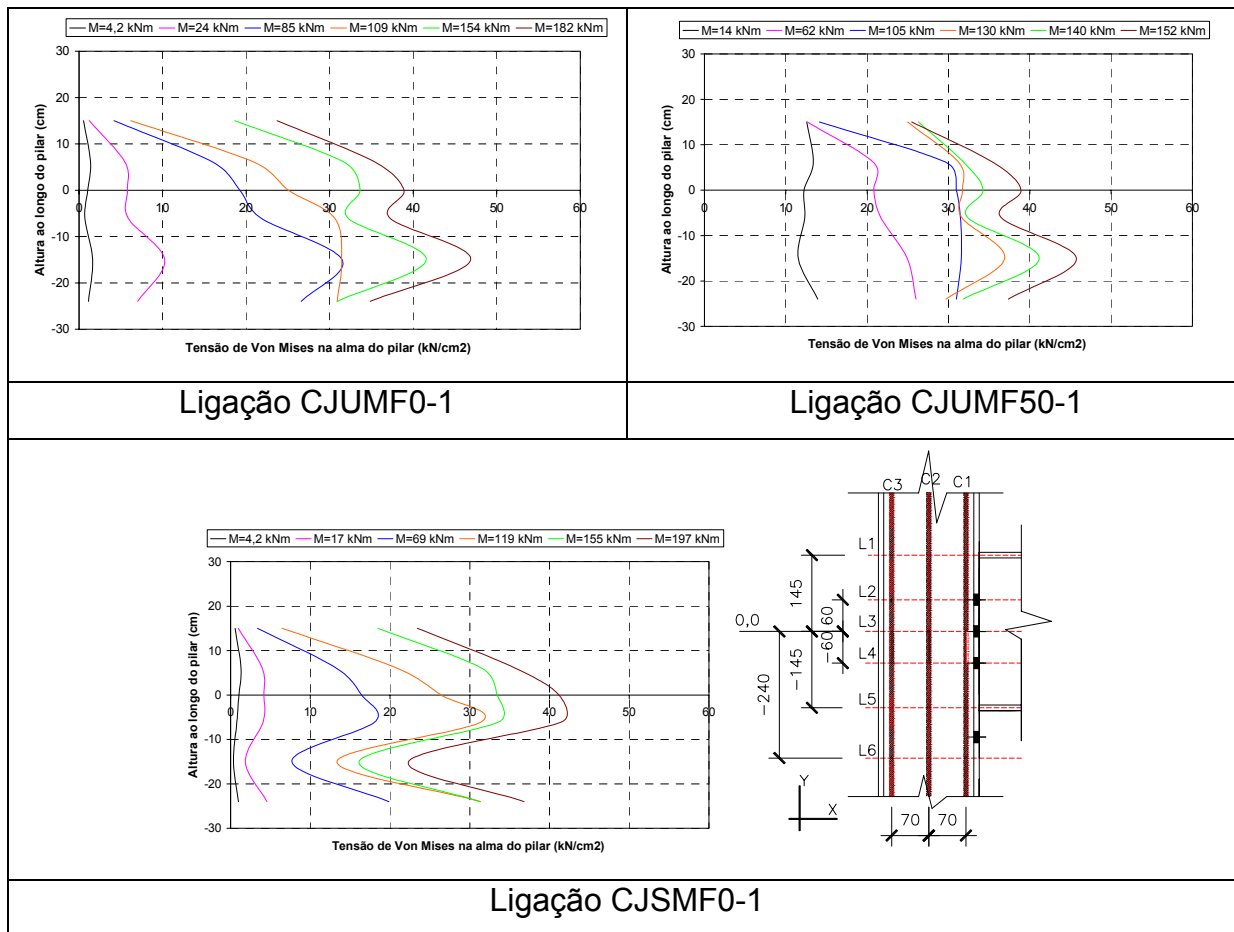 M=4,2 kNm M=24 kNm M=85 kNm M=109 kNm M=154 kNm M=182 kNm
30
20
10
0
-10
-20
-30
0 10 20 30 40 50 60
Altura ao longo do pilar (cm)
Tensão de Von Mises na alma do pilar (kN/cm2)
Ligação CJUMF0-1
M=14 kNm M=62 kNm M=105 kNm M=130 kNm M=140 kNm M=152 kNm
30
20
10
0
-10
-20
-30
0 10 20 30 40 50 60
Altura ao longo do pilar (cm)
Tensão de Von Mises na alma do pilar (kN/cm2)
Ligação CJUMF50-1
M=4,2 kNm M=17 kNm M=69 kNm M=119 kNm M=155 kNm M=197 kNm
30
20
10
0
-10
-20
-30
0 10 20 30 40 50 60
Altura ao longo do pilar (cm)
Tensão de Von Mises na alma do pilar (kN/cm2)
C3 C2 C1
L1
L2
L3
L4
L5
L6
0,0
145
60
-60
-145
-240
Y
X
70 70
Ligação CJSMF0-1